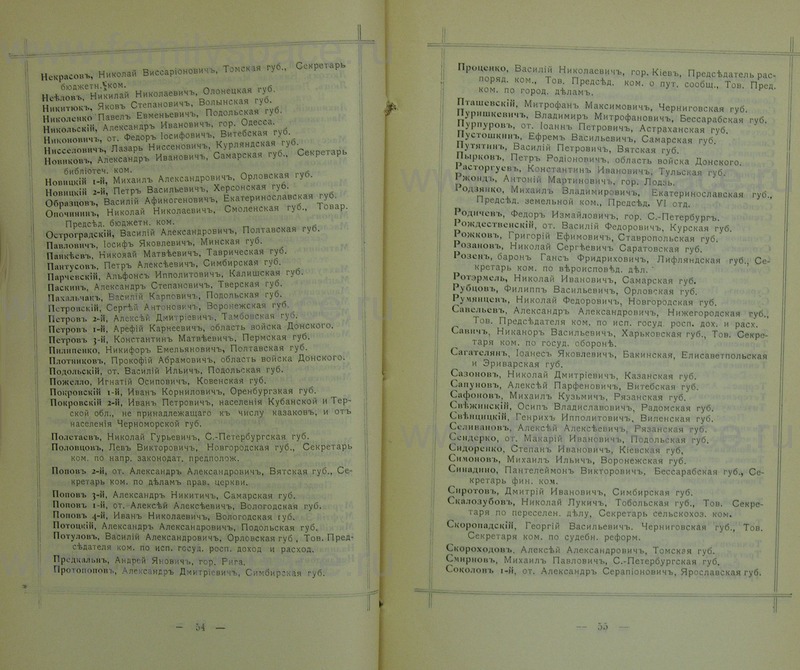 Некрасовъ, Николай Виссаріоновичъ, Томская губ., Секретарь
бюджетн. ком.
Неѣловъ, Николай Николаевичъ, Олонецкая губ.
Никитюкъ, Яковъ Степановичъ, Волынская губ.
Николенко Павелъ Евменьевичъ, Подольская губ.
Никольскій, Александръ Ивановичъ, гор. Одесса.
Никоновичъ, от. Федоръ Іосифовичъ, Витебская губ.
Нисселовичъ, Лазарь Ниссеновичъ, Курляндская губ.
Новиковъ, Александръ Ивановичъ, Самарская губ., Секретарь
библіотеч. ком.
Новицкій 1-й, Михаилъ Александровичъ, Орловская губ.
Новицкій 2-й, Петръ Васильевичъ, Херсонская губ.
Образцовъ, Василій Афиногеновичъ, Екатеринославская губ.
Опочининъ, Николай Николаевичъ, Смоленская губ., Товар.
Предсѣд. бюджетн. ком.
Остроградскій, Василій Александровичъ, Полтавская губ.
Павловичъ, Іосифъ Яковлевичъ, Минская губ.
Панкѣевъ, Николай Матвѣевичъ, Таврическая губ.
Пантусовъ, Петръ Алексѣевичъ, Симбирская губ.
Парчевскій, Альфонсъ Ипполитовичъ, Калишская губ.
Паскинъ, Александръ Степановичъ, Тверская губ.
Пахальчакъ, Василій Карповичъ, Подольская губ.
Петровскій, Сергѣй Антоновичъ, Воронежская губ.
Петровъ 2-й, Алексѣй Дмитріевичъ, Тамбовская губ.
Петровъ 1-й, Арефій Карнеевичъ, область войска Донского.
Петровъ 3-й, Константинъ Матвѣевичъ, Пермская губ.
Пилипенко, Никифоръ Емельяновичъ, Полтавская губ.
Плотниковъ, Прокофій Абрамовичъ, область войска Донского.
Подольскій, от. Василій Ильичъ, Подольская губ.
Пожелло, Игнатій Осиповичъ, Ковенская губ.
Покровскій 1-й, Иванъ Корниловичъ, Оренбургская губ.
Покровскій 2-й, Иванъ Петровичъ, населенія Кубанской и Тер-
ской обл., не принадлежащаго къ числу казаковъ, и отъ
населенія Черноморской губ.
Полетаевъ, Николай Гурьевичъ, С.-Петербургская губ.
Половцовъ, Левъ Викторовичъ, Новгородская губ., Секретарь
ком. по напр. законодат. предполож.
Поповъ 2-й, от. Александръ Александровичъ, Вятская губ., Се-
кретарь ком. по дѣламъ прав. церкви.
Поповъ 3-й, Александръ Никитичъ, Самарская губ.
Поповъ 1-й, от. Алексѣй Алексѣевичъ, Вологодская губ.
Поповъ 4-й, Иванъ Николаевичъ, Вологодская губ.
Потоцкій, Александръ Александровичъ, Подольская губ.
Потуловъ, Василій Александровичъ, Орловская губ, Тов. Пред-
сѣдателя ком. по исп. госуд. росп. доход и расход.
Предкальнъ, Андрей Яновичъ, гор. Рига.
Протопоповъ, Александръ Дмитріевичъ, Симбирская губ.
— 54 —
Проценко, Василій Николаевичъ, гор. Кіевъ, Предсѣдатель рас-
поряд. ком., Тов. Предсѣд. ком. о пут. сообщ., Тов. Пред.
ком. по город. дѣламъ.
Пташевскій, Митрофанъ Максимовичъ, Черниговская губ.
Пуришкевичъ, Владимиръ Митрофановичъ, Бессарабская губ.
Пурпуровъ, от. Іоаннъ Петровичъ, Астраханская губ.
Пустошкинъ, Ефремъ Васильевичъ, Самарская губ.
Путятинъ, Василій Петровичъ, Вятская губ.
Пырковъ, Петръ Родіоновичъ, область войска Донского.
Расторгуевъ, Константинъ Ивановичъ, Тульская губ.
Ржондъ, Антоній Мартиновичъ, гор. Лодзь.
Родзянко, Михаилъ Владимировичъ, Екатеринославская губ.,
Предсѣд. земельной ком., Предсѣд. VI отд.
Родичевъ, Федоръ Измайловичъ, гор. С.-Петербургъ.
Рождественскій, от. Василій Федоровичъ, Курская губ.
Рожковъ, Григорій Ефимовичъ, Ставропольская губ.
Розановъ, Николай Сергѣевичъ Саратовская губ.
Розенъ, баронъ Гансъ Фридриховичъ, Лифляндская губ., Се-
кретарь ком. по вѣроисповѣд. дѣл.
Ротэрмель, Николай Ивановичъ, Самарская губ.
Рубцовъ, Филиппъ Васильевичъ, Орловская губ.
Румянцевъ, Николай Федоровичъ, Новгородская губ.
Савельевъ, Александръ Александровичъ, Нижегородская губ.,
Тов. Предсѣдателя ком. по исп. госуд росп. дох. и расх.
Савичъ, Никаноръ Васильевичъ, Харьковская губ., Тов. Секре-
таря ком. по госуд. оборонѣ.
Сагателянъ, Іоанесъ Яковлевичъ, Бакинская, Елисаветпольская
и Эриварская губ.
Сазоновъ, Николай Дмитріевичъ, Казанская губ.
Сапуновъ, Алексѣй Парфеновичъ, Витебская губ.
Сафоновъ, Михаилъ Кузьмичъ, Рязанская губ.
Свѣжинскій, Осипъ Владиславовичъ, Радомская губ.
Свѣнцицкій, Генрихъ Ипполитовичъ, Виленская губ.
Селивановъ, Алексѣй Алексѣевичъ, Рязанская губ.
Сендерко, от. Макарій Ивановичъ, Подольская губ.
Сидоренко, Степанъ Ивановичъ, Кіевская губ,
Симоновъ, Михаилъ Ильичъ, Воронежская губ.
Синадино, Пантелеймонъ Викторовичъ, Бессарабская губ., Се-
кретарь фин. ком.
Сиротовъ, Дмитрій Ивановичъ, Симбирская губ.
Скалозубовъ, Николай Лукичъ, Тобольская губ., Тов. Секре-
таря по переселен. дѣлу, Секретарь сельскохоз. ком.
Скоропадскій, Георгій Васильевичъ. Черниговская губ., Тов.
Секретаря ком. по судебн. реформ.
Скороходовъ, Алексѣй Александровичъ, Томская губ.
Смирновъ, Михаилъ Павловичъ, С.-Петербургская губ,
Соколовъ 1-й, от. Александръ Серапіоновичъ, Ярославская губ.
— 55 —